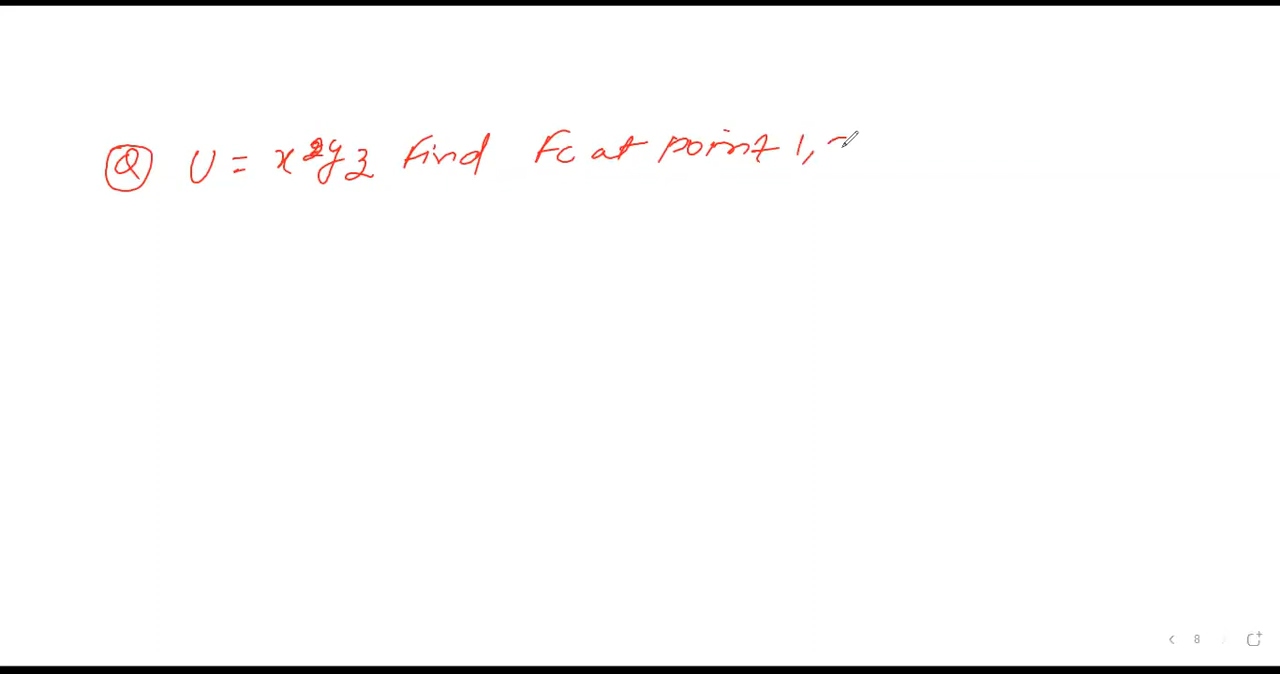 Q U = x²yz Find Fc at point 1,
8